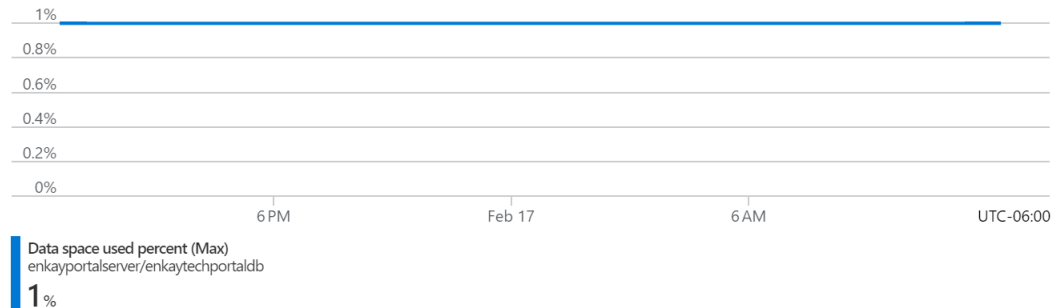 1%
0.8%
0.6%
0.4%
0.2%
0%
6 PM Feb 17 6 AM UTC-06:00
Data space used percent (Max)
enkayportalserver/enkaytechportaldb
1%